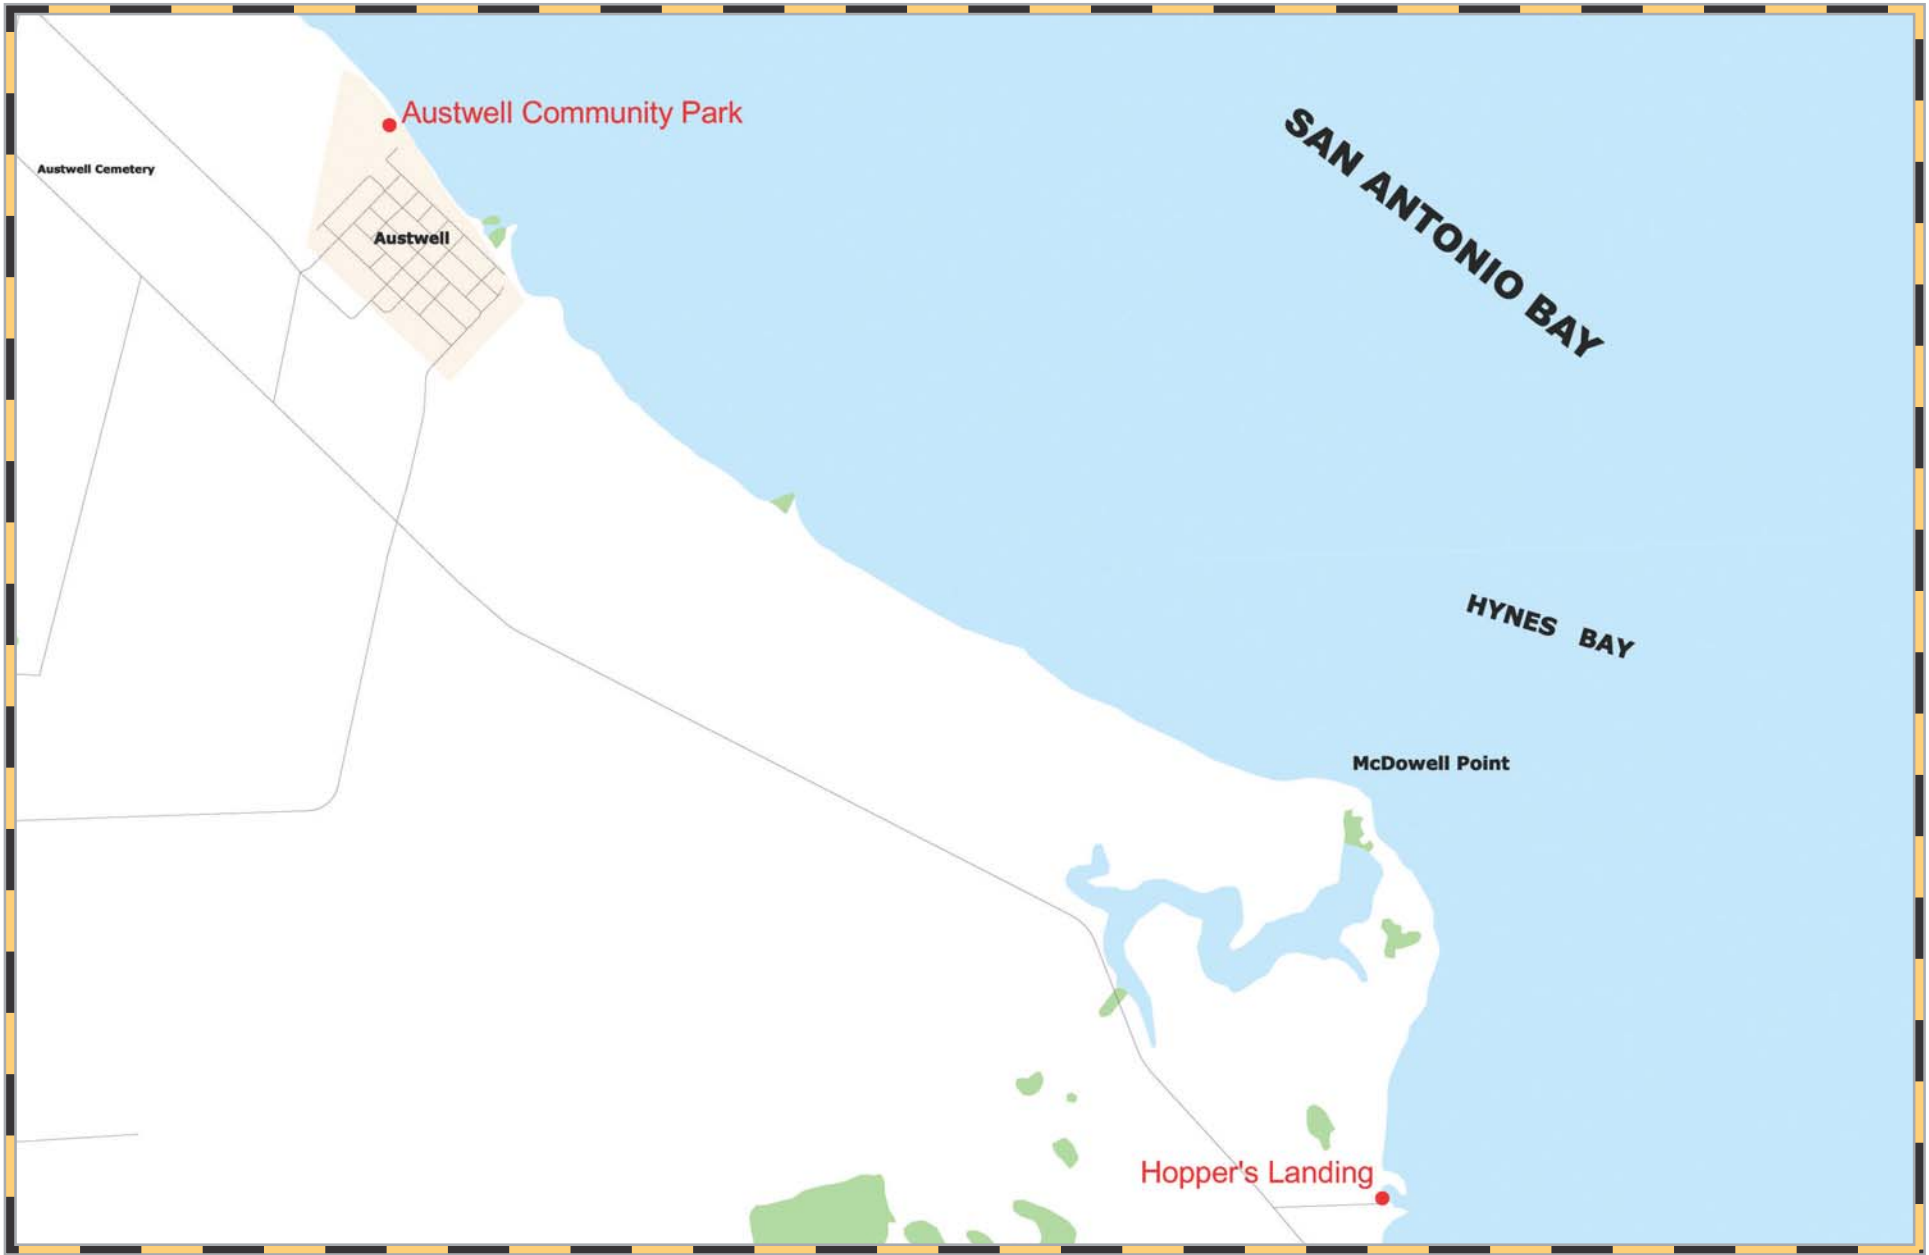 Austwell Community Park
SAN ANTONIO BAY
Austwell Cemetery
Austwell
HYNES BAY
McDowell Point
Hopper's Landing